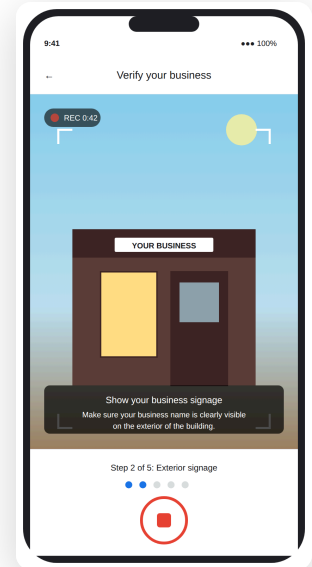 9:41
●●● 100%
←
Verify your business
REC 0:42
YOUR BUSINESS
Show your business signage
Make sure your business name is clearly visible
on the exterior of the building.
Step 2 of 5: Exterior signage